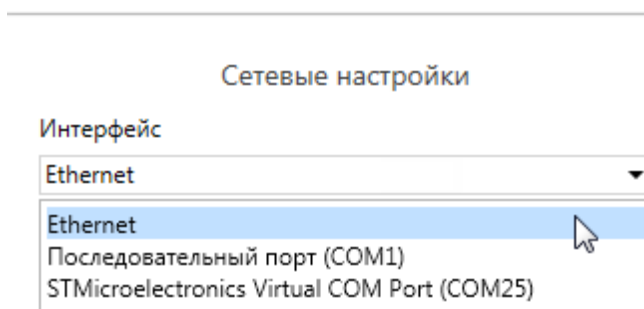 Сетевые настройки
Интерфейс
Ethernet
Ethernet
Последовательный порт (COM1)
STMicroelectronics Virtual COM Port (COM25)